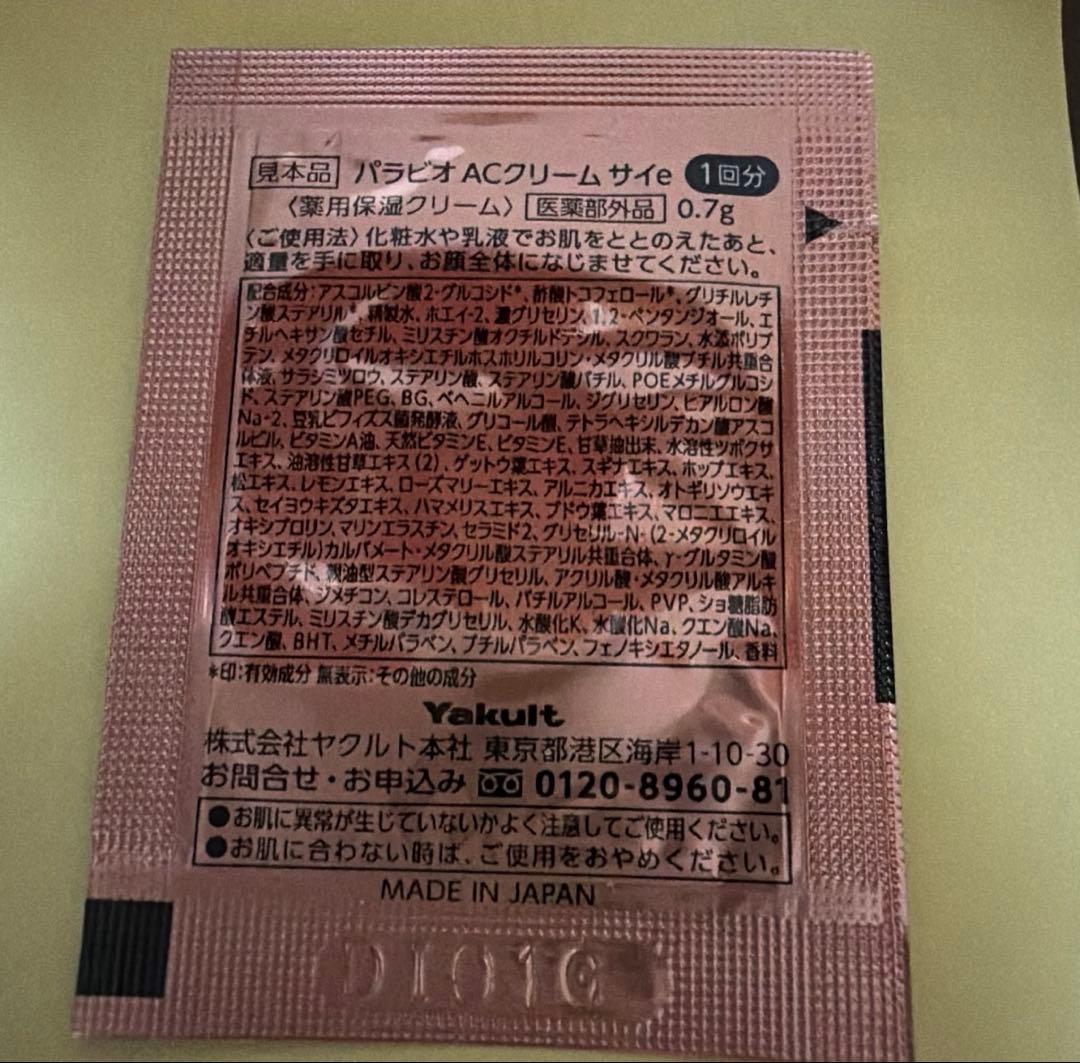 見本品 パラビオ ACクリーム サイe 1回分
〈薬用保湿クリーム〉 医薬部外品 0.7g
〈ご使用法〉化粧水や乳液でお肌をととのえたあと、
適量を手に取り、お顔全体になじませてください。
配合成分:アスコルビン酸2-グルコシド*、酢酸トコフェロール*、グリチルレチ
ン酸ステアリル*、精製水、ホエイ-2、濃グリセリン、1,2-ペンタンジオール、エ
チルヘキサン酸セチル、ミリスチン酸オクチルドデシル、スクワラン、水添ポリブ
テン、メタクリロイルオキシエチルホスホリルコリン・メタクリル酸ブチル共重合
体液、サラシミツロウ、ステアリン酸、ステアリン酸バチル、POEメチルグルコシ
ド、ステアリン酸PEG、BG、ベヘニルアルコール、ジグリセリン、ヒアルロン酸
Na-2、豆乳ビフィズス菌発酵液、グリコール酸、テトラヘキシルデカン酸アスコ
ルビル、ビタミンA油、天然ビタミンE、ビタミンE、甘草抽出末、水溶性ツボクサ
エキス、油溶性甘草エキス(2)、ゲットウ葉エキス、スギナエキス、ホップエキス、
松エキス、レモンエキス、ローズマリーエキス、アルニカエキス、オトギリソウエキ
ス、セイヨウキズタエキス、ハマメリスエキス、ブドウ葉エキス、マロニエエキス、
オキシプロリン、マリンエラスチン、セラミド2、グリセリル-N-(2-メタクリロイル
オキシエチル)カルバメート・メタクリル酸ステアリル共重合体、γ-グルタミン酸
ポリペプチド、親油型ステアリン酸グリセリル、アクリル酸・メタクリル酸アルキ
ル共重合体、ジメチコン、コレステロール、バチルアルコール、PVP、ショ糖脂肪
酸エステル、ミリスチン酸デカグリセリル、水酸化K、水酸化Na、クエン酸Na、
クエン酸、BHT、メチルパラベン、ブチルパラベン、フェノキシエタノール、香料
*印:有効成分 無表示:その他の成分
Yakult
株式会社ヤクルト本社 東京都港区海岸1-10-30
お問合せ・お申込み 0120-8960-81
●お肌に異常が生じていないかよく注意してご使用ください。
●お肌に合わない時は、ご使用をおやめください。
MADE IN JAPAN